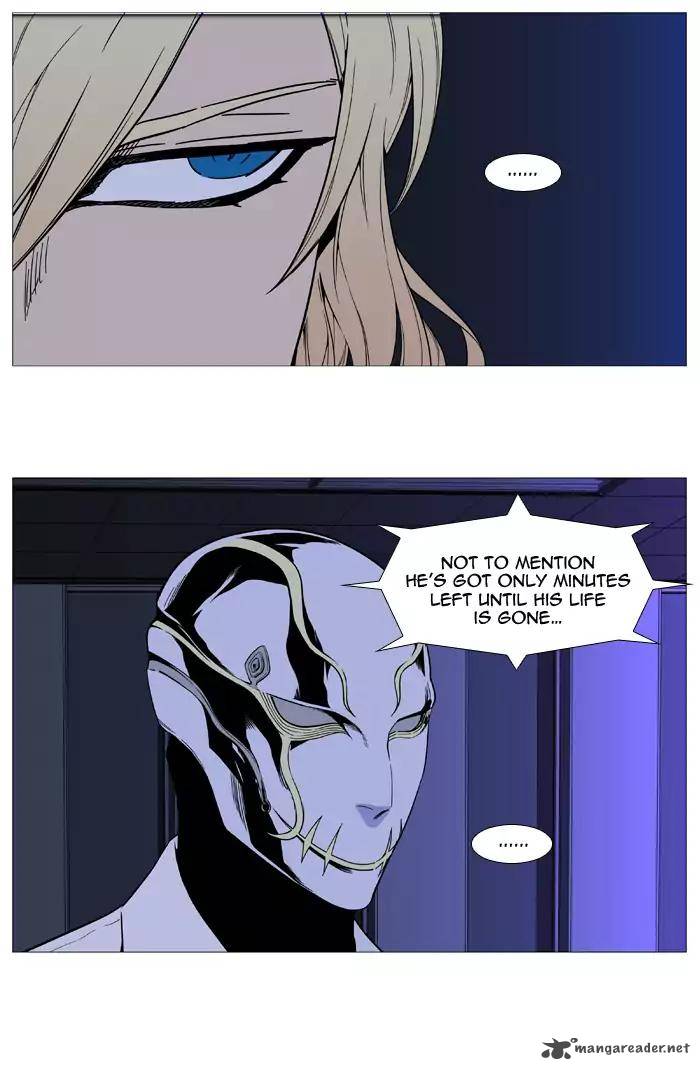 ......
NOT TO MENTION
HE'S GOT ONLY MINUTES
LEFT UNTIL HIS LIFE
IS GONE...
......
mangareader.net